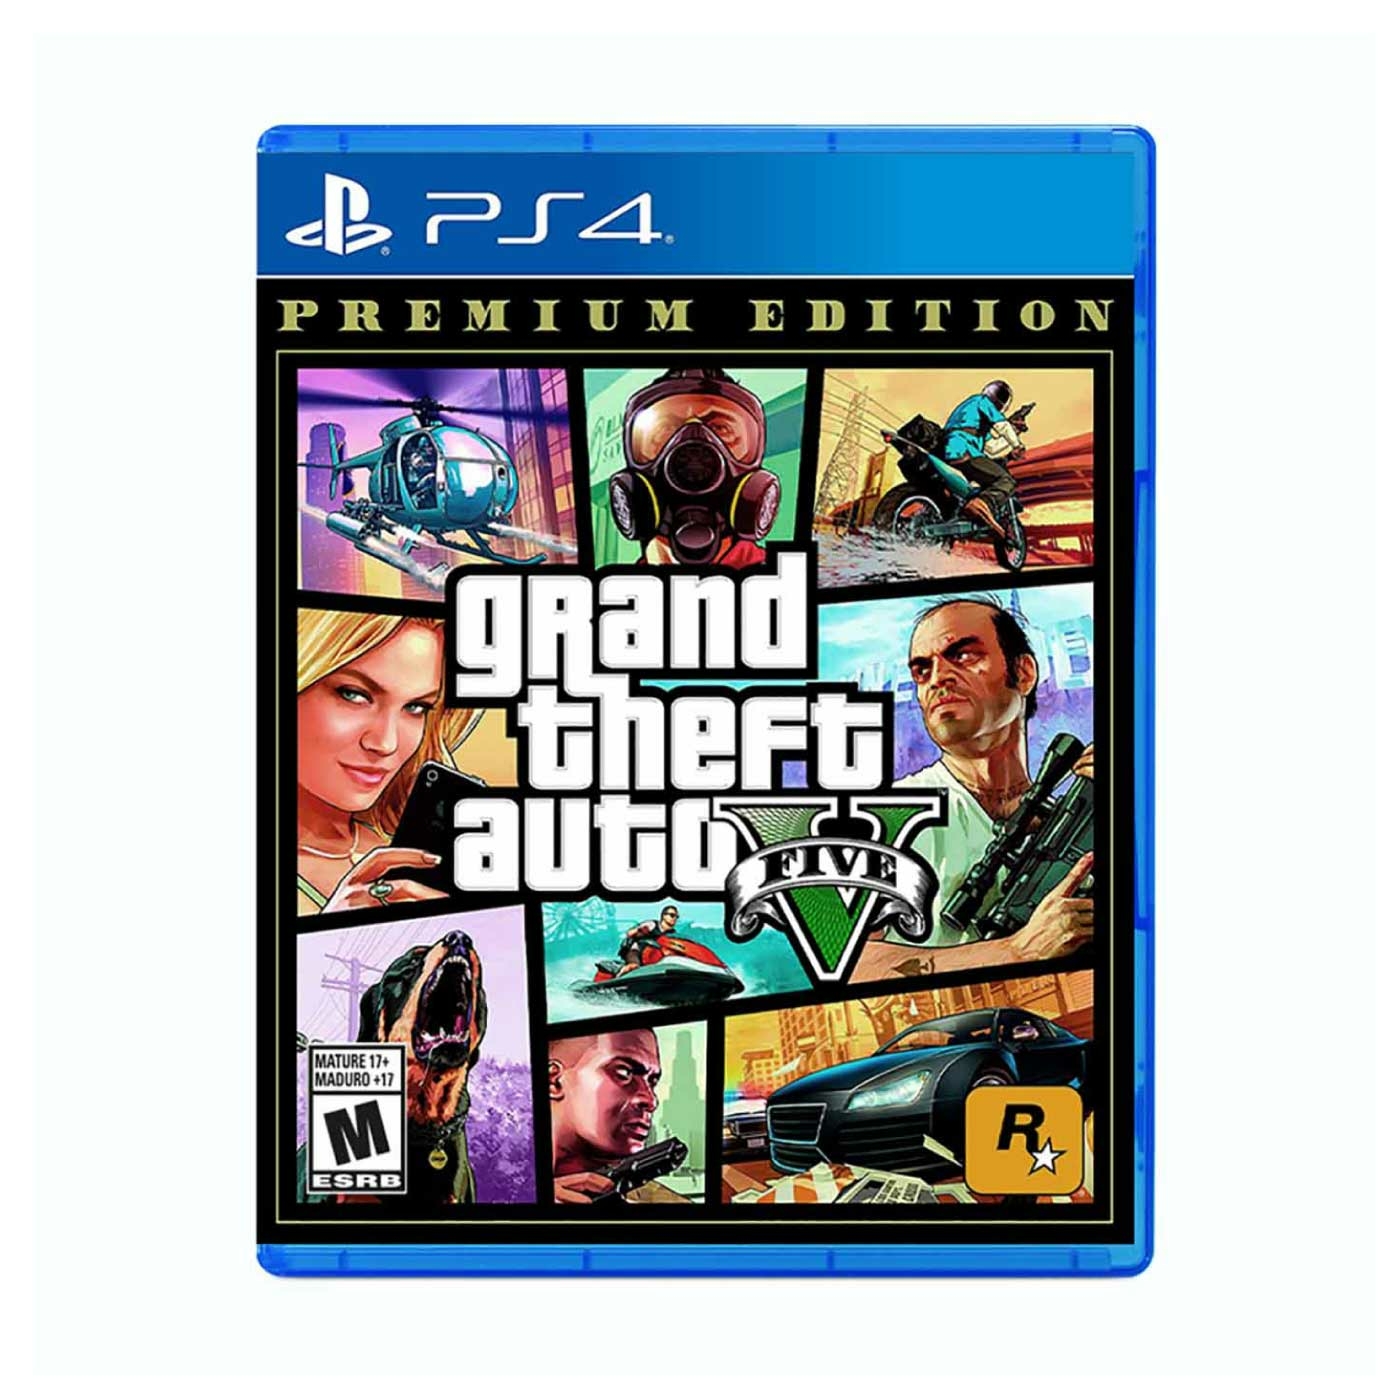 PS4
PREMIUM EDITION
grand
theft
auto V
FIVE
MATURE 17+
MADURO +17
M
ESRB
R